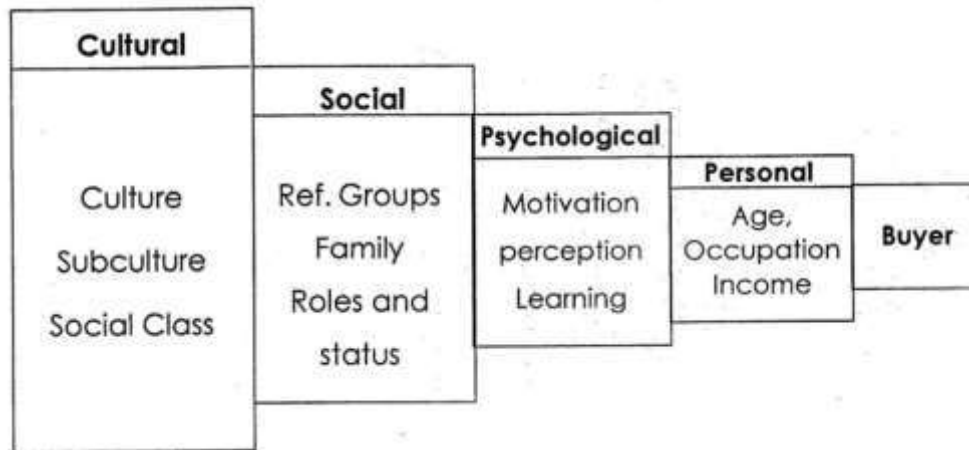 Cultural
Culture
Subculture
Social Class
Social
Ref. Groups
Family
Roles and
status
Psychological
Motivation
perception
Learning
Personal
Age,
Occupation
Income
Buyer